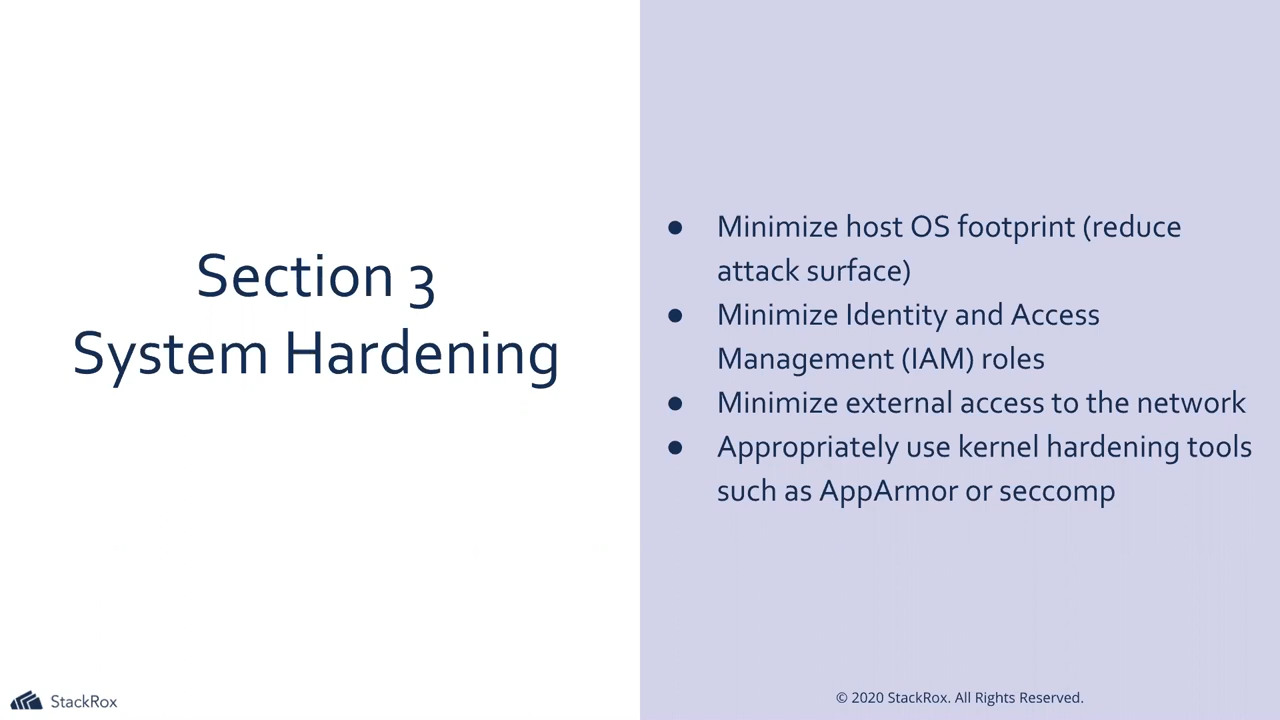 Section 3
System Hardening
● Minimize host OS footprint (reduce
attack surface)
● Minimize Identity and Access
Management (IAM) roles
● Minimize external access to the network
● Appropriately use kernel hardening tools
such as AppArmor or seccomp
StackRox
© 2020 StackRox. All Rights Reserved.